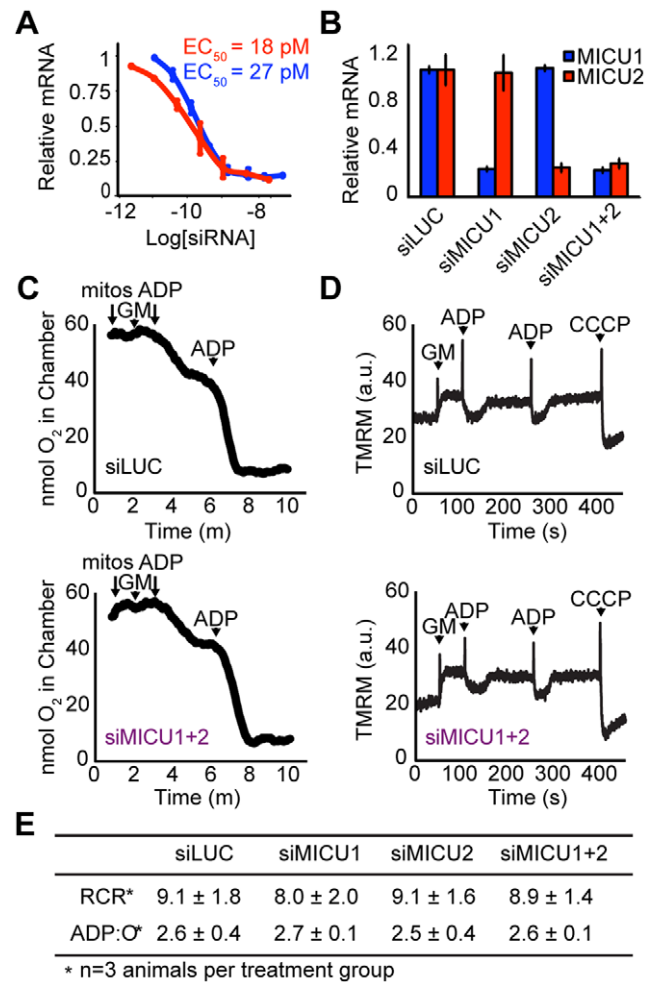 A
EC50 = 18 pM
EC50 = 27 pM
Relative mRNA
1
0.75
0.5
0.25
-12 -10 -8
Log[siRNA]
B
MICU1
MICU2
Relative mRNA
1.2
0.8
0.4
0
siLUC siMICU1 siMICU2 siMICU1+2
C
mitos ADP
GM
ADP
nmol O2 in Chamber
60
40
20
0
siLUC
0 2 4 6 8 10
Time (m)
mitos ADP
GM
ADP
nmol O2 in Chamber
60
40
20
0
siMICU1+2
0 2 4 6 8 10
Time (m)
D
GM
ADP
ADP
CCCP
TMRM (a.u.)
60
40
20
0
siLUC
0 100 200 300 400
Time (s)
GM
ADP
ADP
CCCP
TMRM (a.u.)
60
40
20
0
siMICU1+2
0 100 200 300 400
Time (s)
E
siLUC siMICU1 siMICU2 siMICU1+2
RCR* 9.1 ± 1.8 8.0 ± 2.0 9.1 ± 1.6 8.9 ± 1.4
ADP:O* 2.6 ± 0.4 2.7 ± 0.1 2.5 ± 0.4 2.6 ± 0.1
* n=3 animals per treatment group